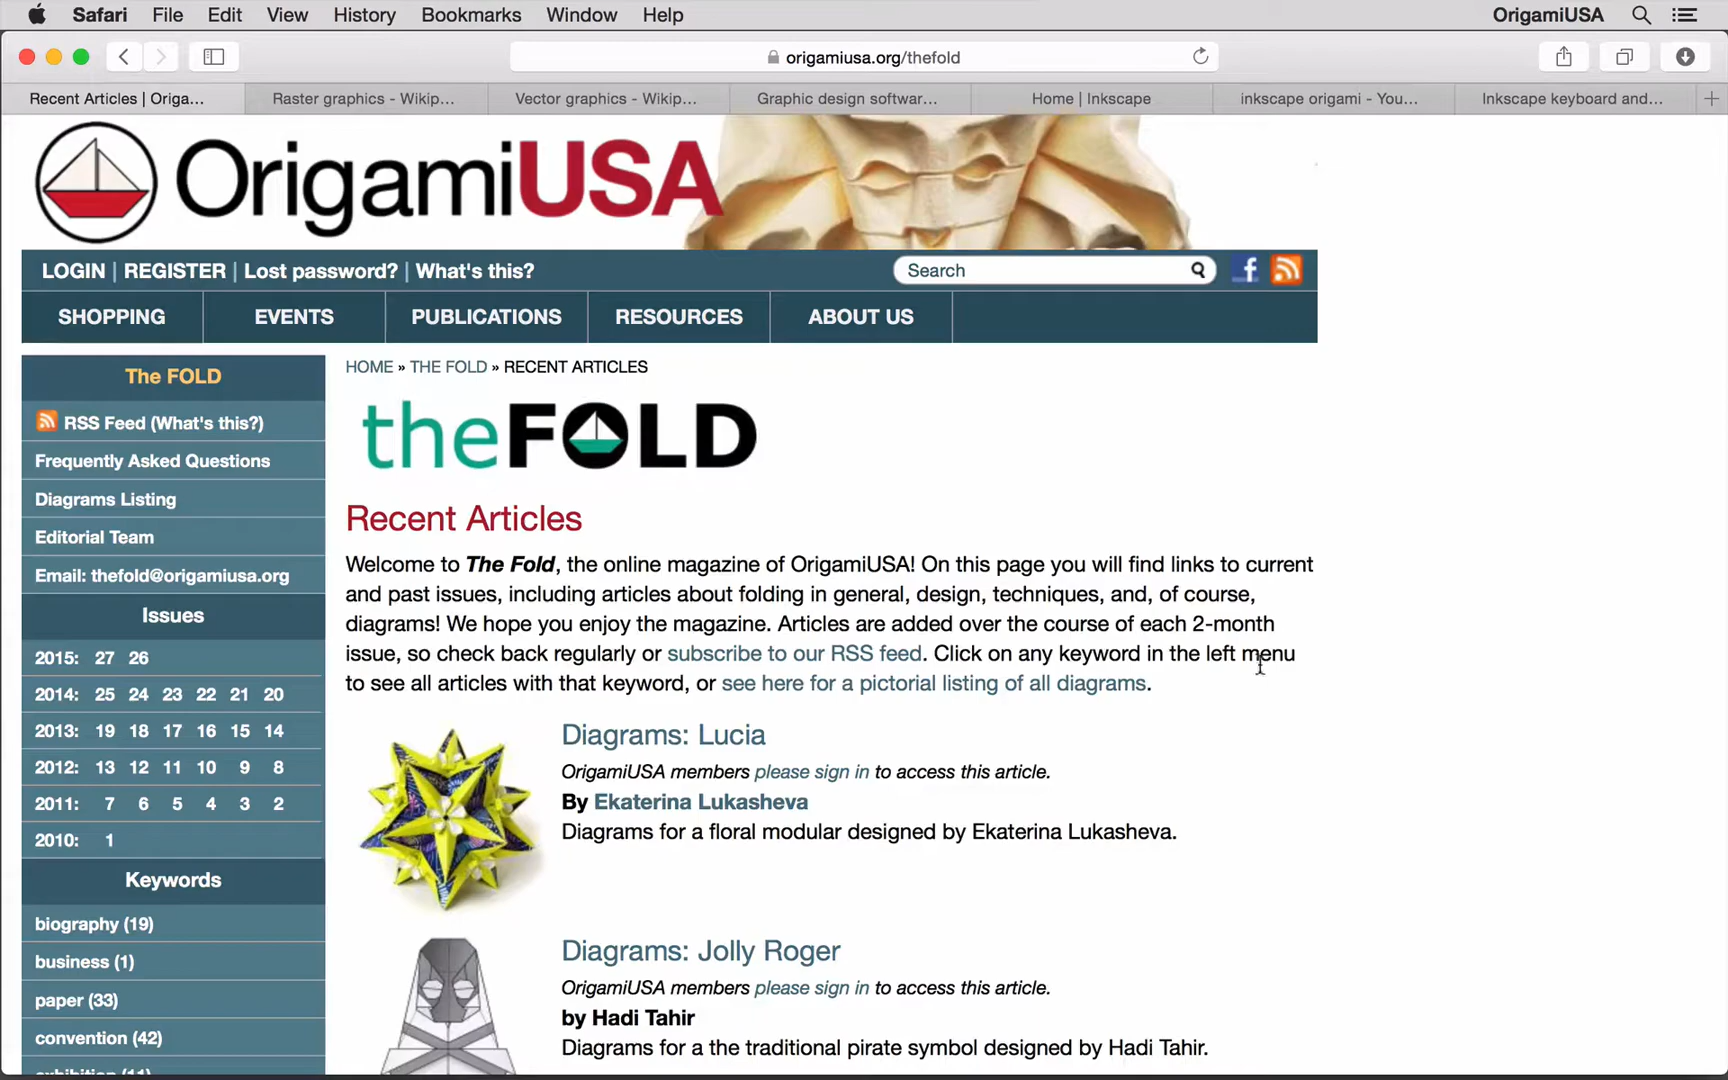 Safari File Edit View History Bookmarks Window Help OrigamiUSA
origamiusa.org/thefold
Recent Articles | Origa... Raster graphics - Wikip... Vector graphics - Wikip... Graphic design softwar... Home | Inkscape inkscape origami - You... Inkscape keyboard and...
OrigamiUSA
LOGIN | REGISTER | Lost password? | What's this? Search
SHOPPING EVENTS PUBLICATIONS RESOURCES ABOUT US
The FOLD
RSS Feed (What's this?)
Frequently Asked Questions
Diagrams Listing
Editorial Team
Email: thefold@origamiusa.org
Issues
2015: 27 26
2014: 25 24 23 22 21 20
2013: 19 18 17 16 15 14
2012: 13 12 11 10 9 8
2011: 7 6 5 4 3 2
2010: 1
Keywords
biography (19)
business (1)
paper (33)
convention (42)
exhibition (11)
HOME » THE FOLD » RECENT ARTICLES
theFOLD
Recent Articles
Welcome to The Fold, the online magazine of OrigamiUSA! On this page you will find links to current
and past issues, including articles about folding in general, design, techniques, and, of course,
diagrams! We hope you enjoy the magazine. Articles are added over the course of each 2-month
issue, so check back regularly or subscribe to our RSS feed. Click on any keyword in the left menu
to see all articles with that keyword, or see here for a pictorial listing of all diagrams.
Diagrams: Lucia
OrigamiUSA members please sign in to access this article.
By Ekaterina Lukasheva
Diagrams for a floral modular designed by Ekaterina Lukasheva.
Diagrams: Jolly Roger
OrigamiUSA members please sign in to access this article.
by Hadi Tahir
Diagrams for a the traditional pirate symbol designed by Hadi Tahir.